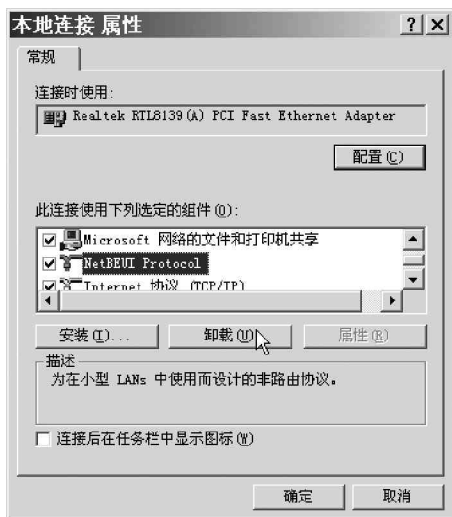 本地连接 属性
常规
连接时使用:
Realtek RTL8139(A) PCI Fast Ethernet Adapter
配置(C)
此连接使用下列选定的组件(O):
Microsoft 网络的文件和打印机共享
NetBEUI Protocol
Internet 协议 (TCP/IP)
安装(I)... 卸载(U) 属性(R)
描述
为在小型 LANs 中使用而设计的非路由协议。
连接后在任务栏中显示图标(W)
确定 取消